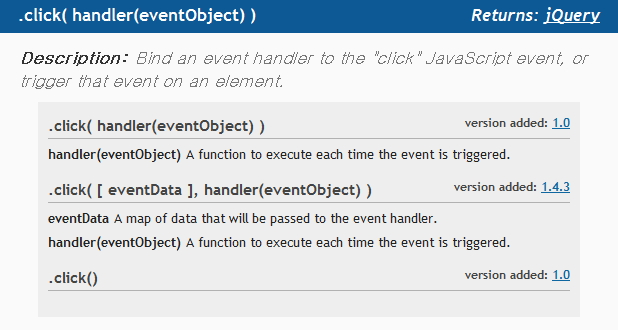 .click( handler(eventObject) ) Returns: jQuery
Description: Bind an event handler to the "click" JavaScript event, or
trigger that event on an element.
.click( handler(eventObject) ) version added: 1.0
handler(eventObject) A function to execute each time the event is triggered.
.click( [ eventData ], handler(eventObject) ) version added: 1.4.3
eventData A map of data that will be passed to the event handler.
handler(eventObject) A function to execute each time the event is triggered.
.click() version added: 1.0